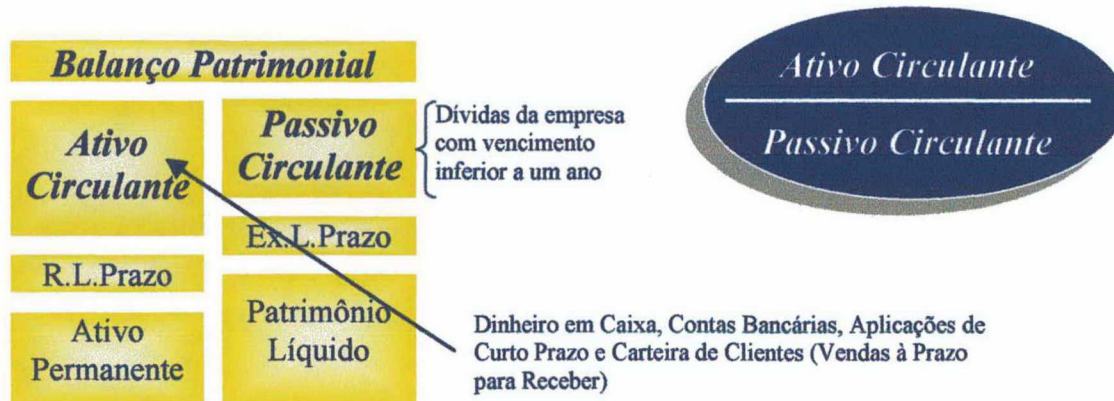 Balanço Patrimonial
Ativo
Circulante
R.L.Prazo
Ativo
Permanente
Passivo
Circulante
Ex.L.Prazo
Patrimônio
Líquido
Dívidas da empresa
com vencimento
inferior a um ano
Ativo Circulante
Passivo Circulante
Dinheiro em Caixa, Contas Bancárias, Aplicações de
Curto Prazo e Carteira de Clientes (Vendas à Prazo
para Receber)